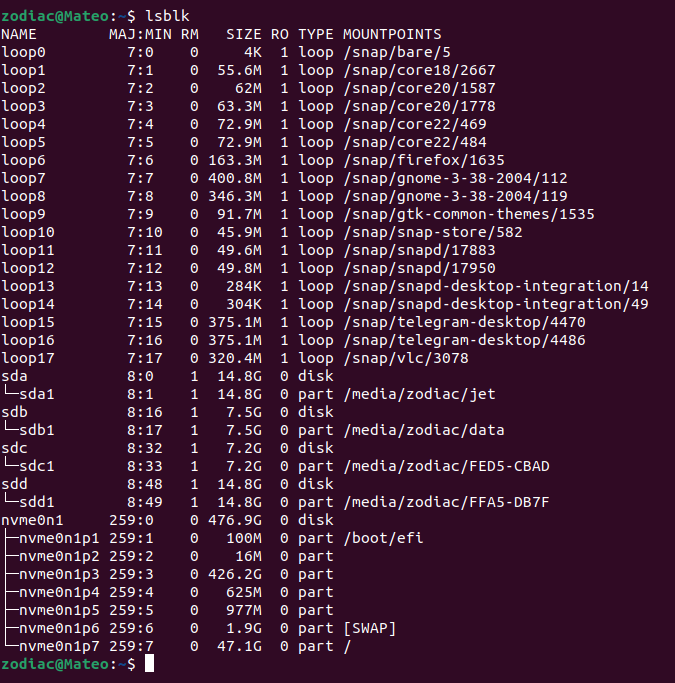 zodiac@Mateo:~$ lsblk
NAME        MAJ:MIN RM   SIZE RO TYPE MOUNTPOINTS
loop0         7:0    0     4K  1 loop /snap/bare/5
loop1         7:1    0  55.6M  1 loop /snap/core18/2667
loop2         7:2    0    62M  1 loop /snap/core20/1587
loop3         7:3    0  63.3M  1 loop /snap/core20/1778
loop4         7:4    0  72.9M  1 loop /snap/core22/469
loop5         7:5    0  72.9M  1 loop /snap/core22/484
loop6         7:6    0 163.3M  1 loop /snap/firefox/1635
loop7         7:7    0 400.8M  1 loop /snap/gnome-3-38-2004/112
loop8         7:8    0 346.3M  1 loop /snap/gnome-3-38-2004/119
loop9         7:9    0  91.7M  1 loop /snap/gtk-common-themes/1535
loop10        7:10   0  45.9M  1 loop /snap/snap-store/582
loop11        7:11   0  49.6M  1 loop /snap/snapd/17883
loop12        7:12   0  49.8M  1 loop /snap/snapd/17950
loop13        7:13   0   284K  1 loop /snap/snapd-desktop-integration/14
loop14        7:14   0   304K  1 loop /snap/snapd-desktop-integration/49
loop15        7:15   0 375.1M  1 loop /snap/telegram-desktop/4470
loop16        7:16   0 375.1M  1 loop /snap/telegram-desktop/4486
loop17        7:17   0 320.4M  1 loop /snap/vlc/3078
sda           8:0    1  14.8G  0 disk
└─sda1        8:1    1  14.8G  0 part /media/zodiac/jet
sdb           8:16   1   7.5G  0 disk
└─sdb1        8:17   1   7.5G  0 part /media/zodiac/data
sdc           8:32   1   7.2G  0 disk
└─sdc1        8:33   1   7.2G  0 part /media/zodiac/FED5-CBAD
sdd           8:48   1  14.8G  0 disk
└─sdd1        8:49   1  14.8G  0 part /media/zodiac/FFA5-DB7F
nvme0n1     259:0    0 476.9G  0 disk
├─nvme0n1p1 259:1    0   100M  0 part /boot/efi
├─nvme0n1p2 259:2    0    16M  0 part
├─nvme0n1p3 259:3    0 426.2G  0 part
├─nvme0n1p4 259:4    0   625M  0 part
├─nvme0n1p5 259:5    0   977M  0 part
├─nvme0n1p6 259:6    0   1.9G  0 part [SWAP]
└─nvme0n1p7 259:7    0  47.1G  0 part /
zodiac@Mateo:~$